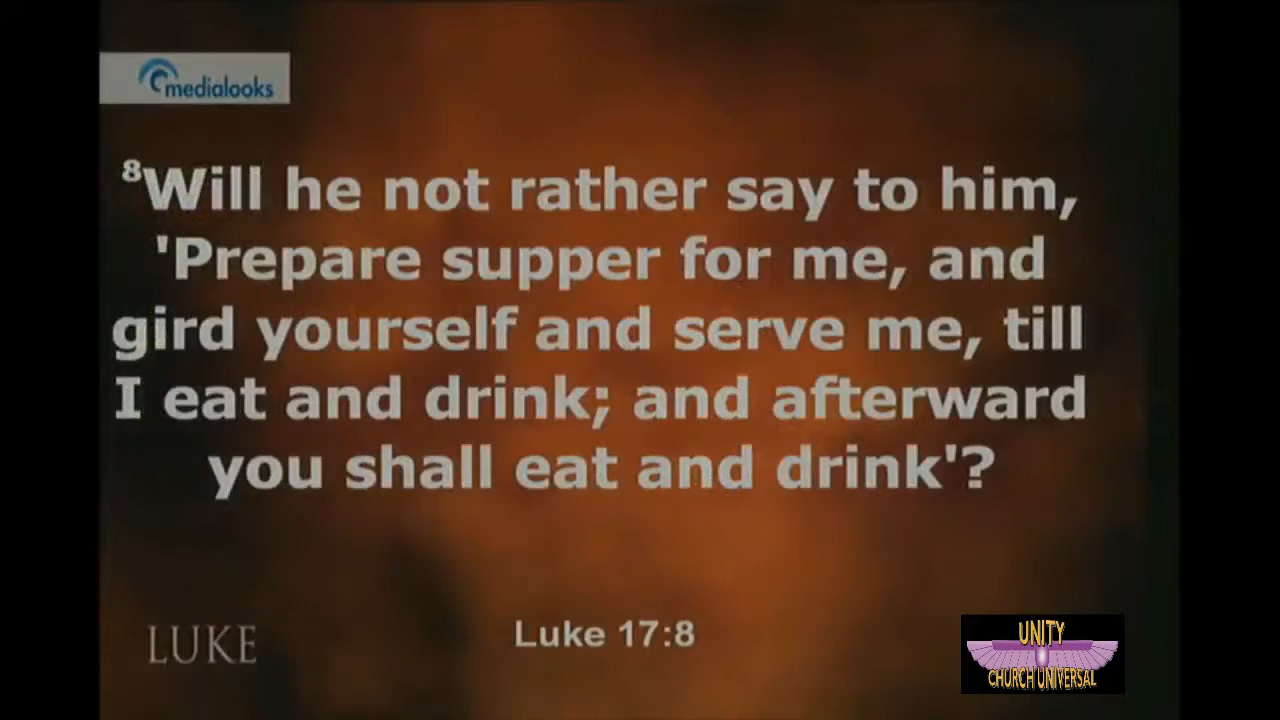 medialooks
⁸Will he not rather say to him,
'Prepare supper for me, and
gird yourself and serve me, till
I eat and drink; and afterward
you shall eat and drink'?
LUKE
Luke 17:8
UNITY
CHURCH UNIVERSAL